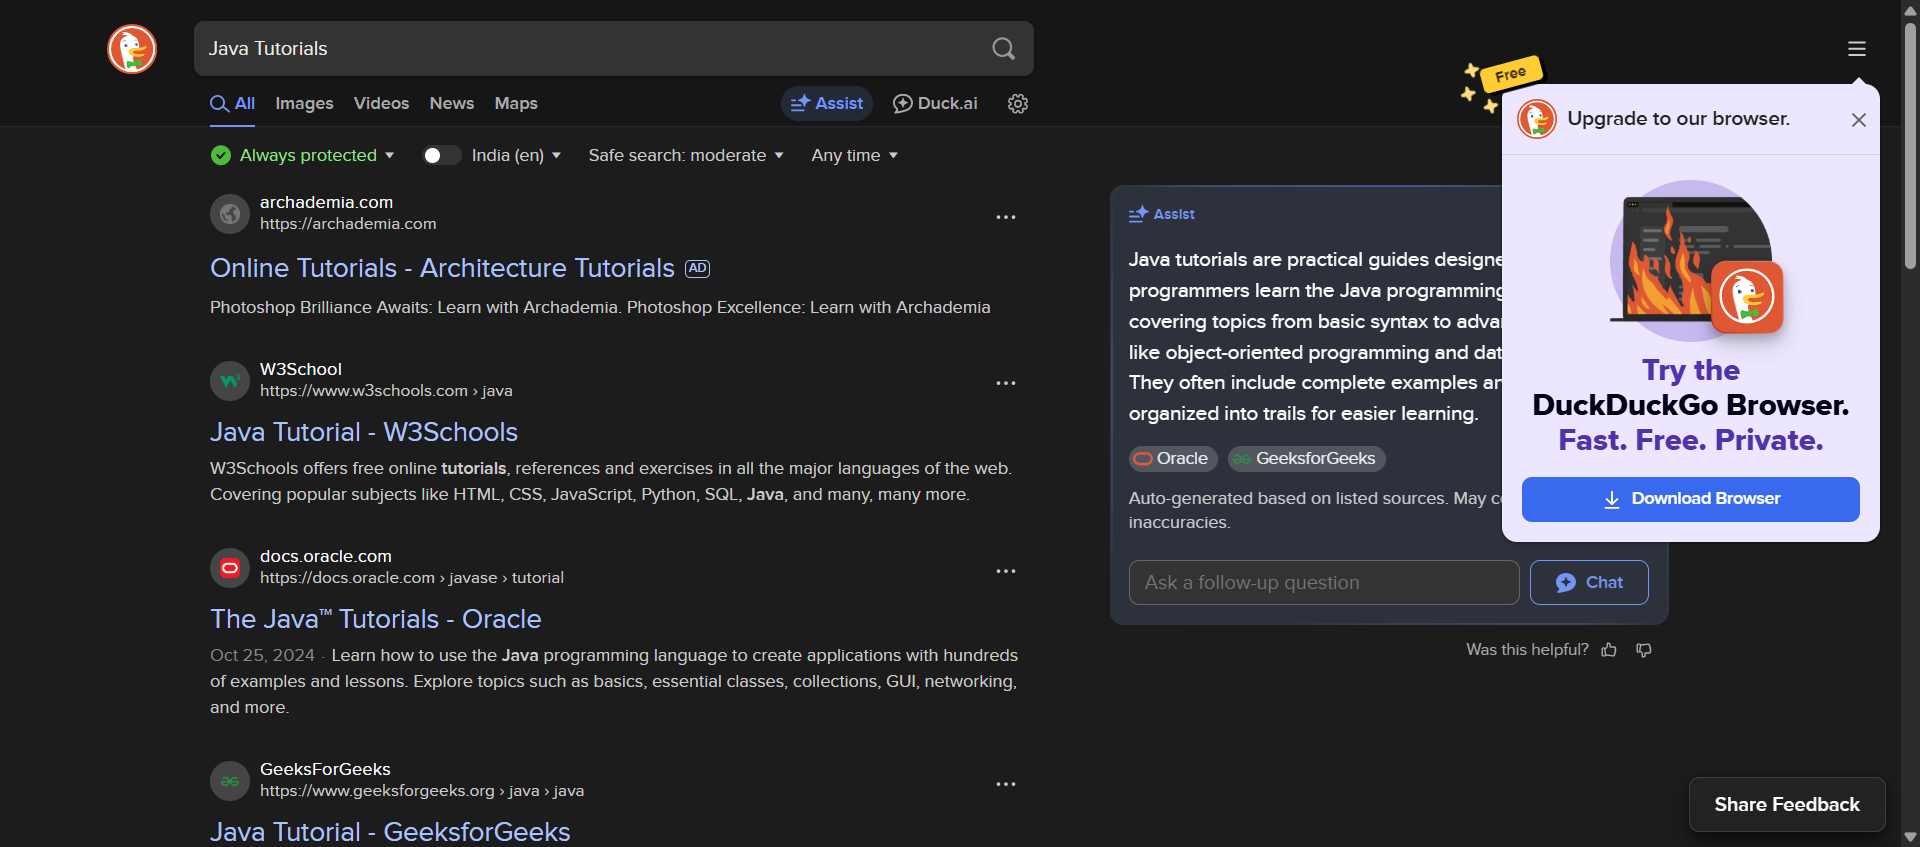 Java Tutorials
All Images Videos News Maps Assist Duck.ai
Always protected India (en) Safe search: moderate Any time
archademia.com
https://archademia.com
Online Tutorials - Architecture Tutorials AD
Photoshop Brilliance Awaits: Learn with Archademia. Photoshop Excellence: Learn with Archademia
W3School
https://www.w3schools.com › java
Java Tutorial - W3Schools
W3Schools offers free online tutorials, references and exercises in all the major languages of the web.
Covering popular subjects like HTML, CSS, JavaScript, Python, SQL, Java, and many, many more.
docs.oracle.com
https://docs.oracle.com › javase › tutorial
The Java™ Tutorials - Oracle
Oct 25, 2024 · Learn how to use the Java programming language to create applications with hundreds
of examples and lessons. Explore topics such as basics, essential classes, collections, GUI, networking,
and more.
GeeksForGeeks
https://www.geeksforgeeks.org › java › java
Java Tutorial - GeeksforGeeks
Assist
Java tutorials are practical guides designe
programmers learn the Java programming
covering topics from basic syntax to adva
like object-oriented programming and dat
They often include complete examples an
organized into trails for easier learning.
Oracle GeeksforGeeks
Auto-generated based on listed sources. May c
inaccuracies.
Ask a follow-up question Chat
Was this helpful?
Free
Upgrade to our browser.
Try the
DuckDuckGo Browser.
Fast. Free. Private.
Download Browser
Share Feedback